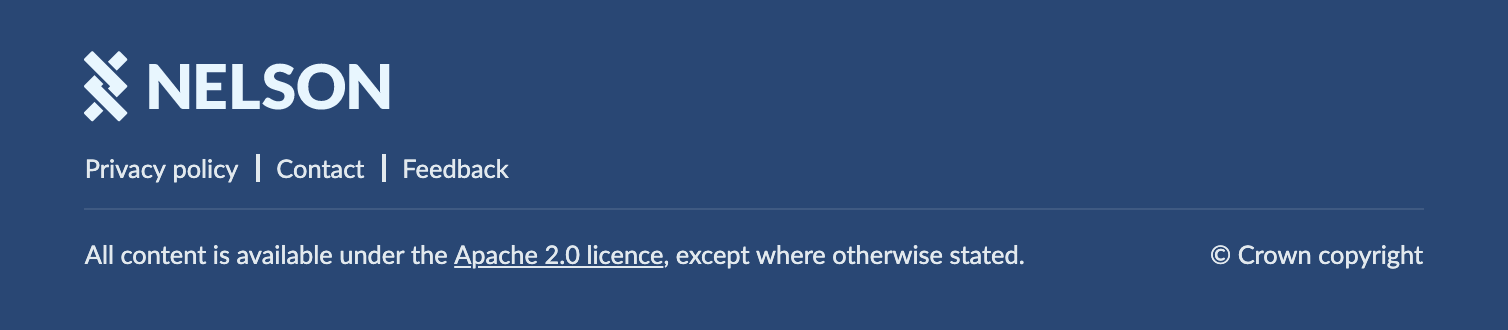 NELSON
Privacy policy | Contact | Feedback
All content is available under the Apache 2.0 licence, except where otherwise stated.
© Crown copyright